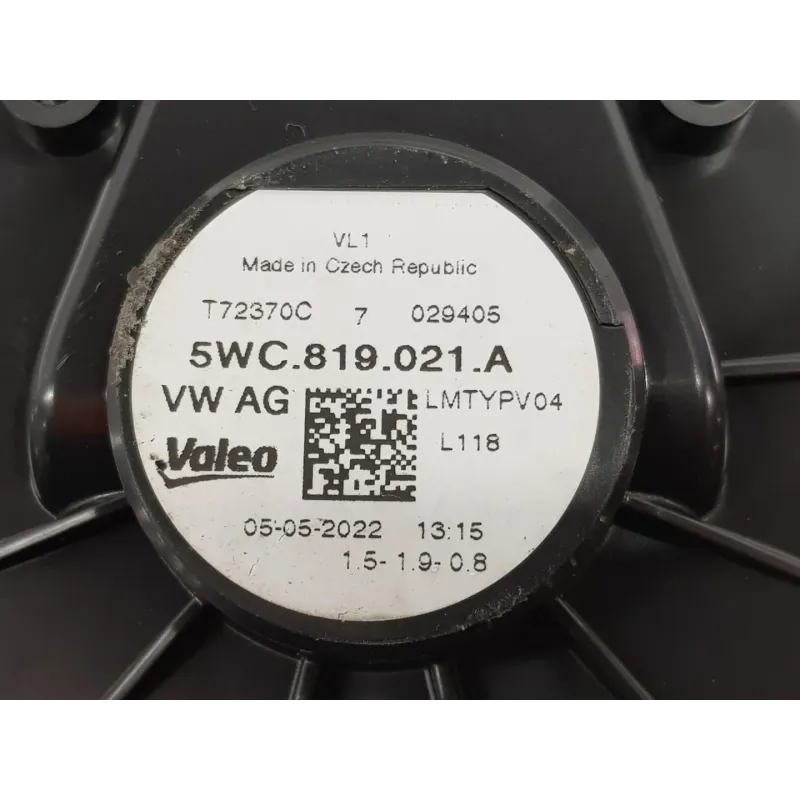 VL1
Made in Czech Republic
T72370C 7 029405
5WC.819.021.A
VW AG LMTYPV04
Valeo L118
05-05-2022 13:15
1.5- 1.9- 0.8